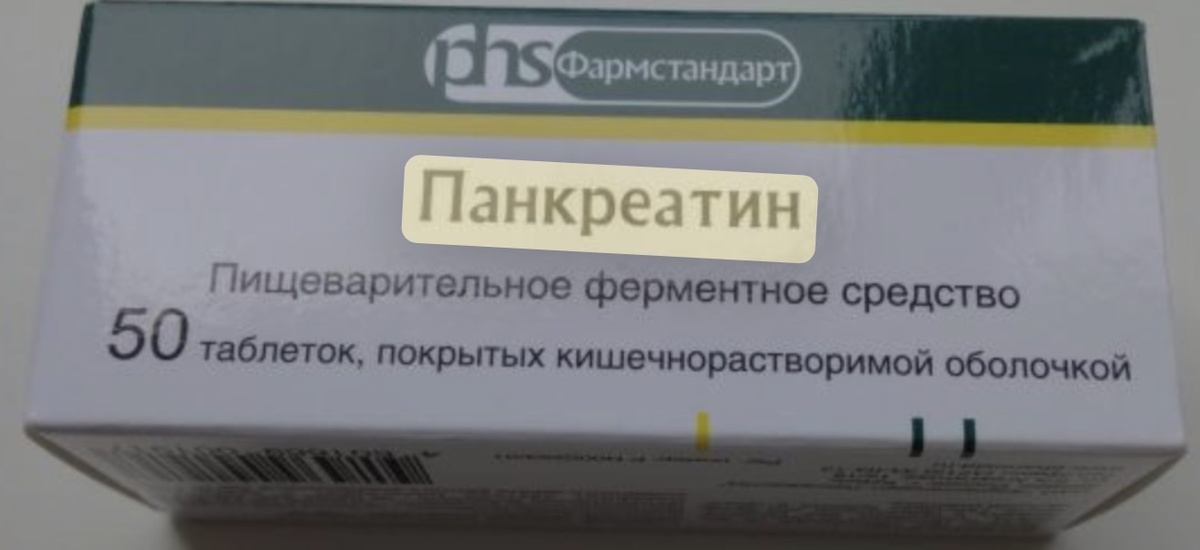 phs Фармстандарт
Панкреатин
Пищеварительное ферментное средство
50 таблеток, покрытых кишечнорастворимой оболочкой